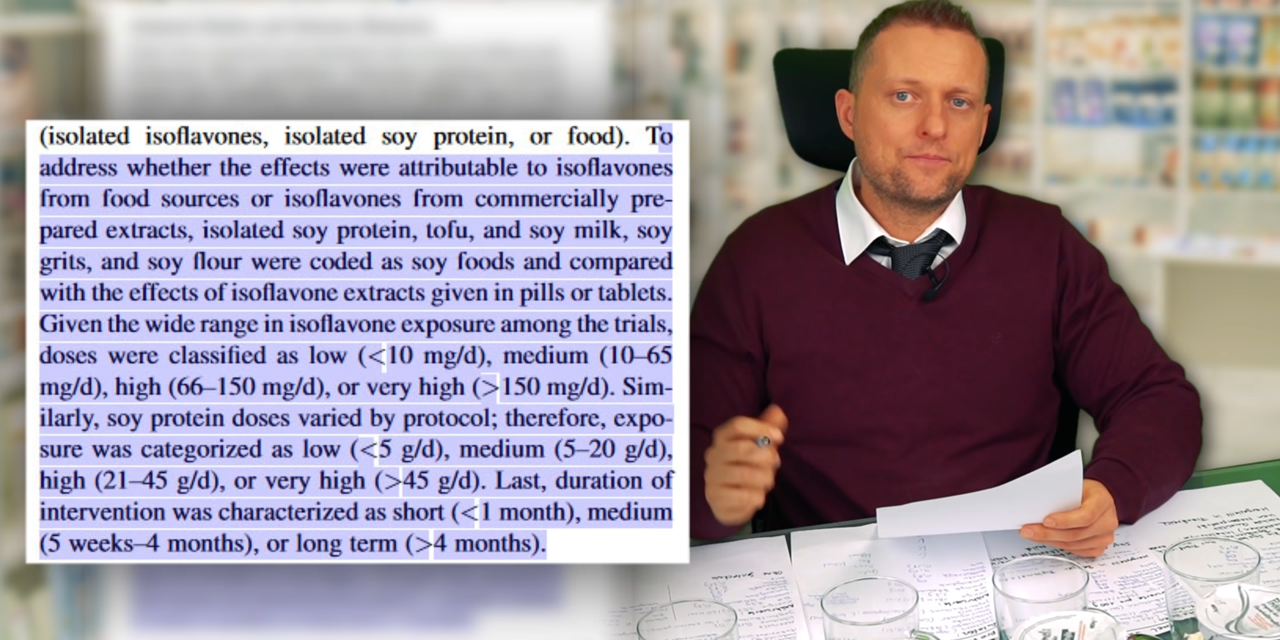 (isolated isoflavones, isolated soy protein, or food). To
address whether the effects were attributable to isoflavones
from food sources or isoflavones from commercially pre-
pared extracts, isolated soy protein, tofu, and soy milk, soy
grits, and soy flour were coded as soy foods and compared
with the effects of isoflavone extracts given in pills or tablets.
Given the wide range in isoflavone exposure among the trials,
doses were classified as low (<10 mg/d), medium (10–65
mg/d), high (66–150 mg/d), or very high (>150 mg/d). Sim-
ilarly, soy protein doses varied by protocol; therefore, expo-
sure was categorized as low (<5 g/d), medium (5–20 g/d),
high (21–45 g/d), or very high (>45 g/d). Last, duration of
intervention was characterized as short (<1 month), medium
(5 weeks–4 months), or long term (>4 months).